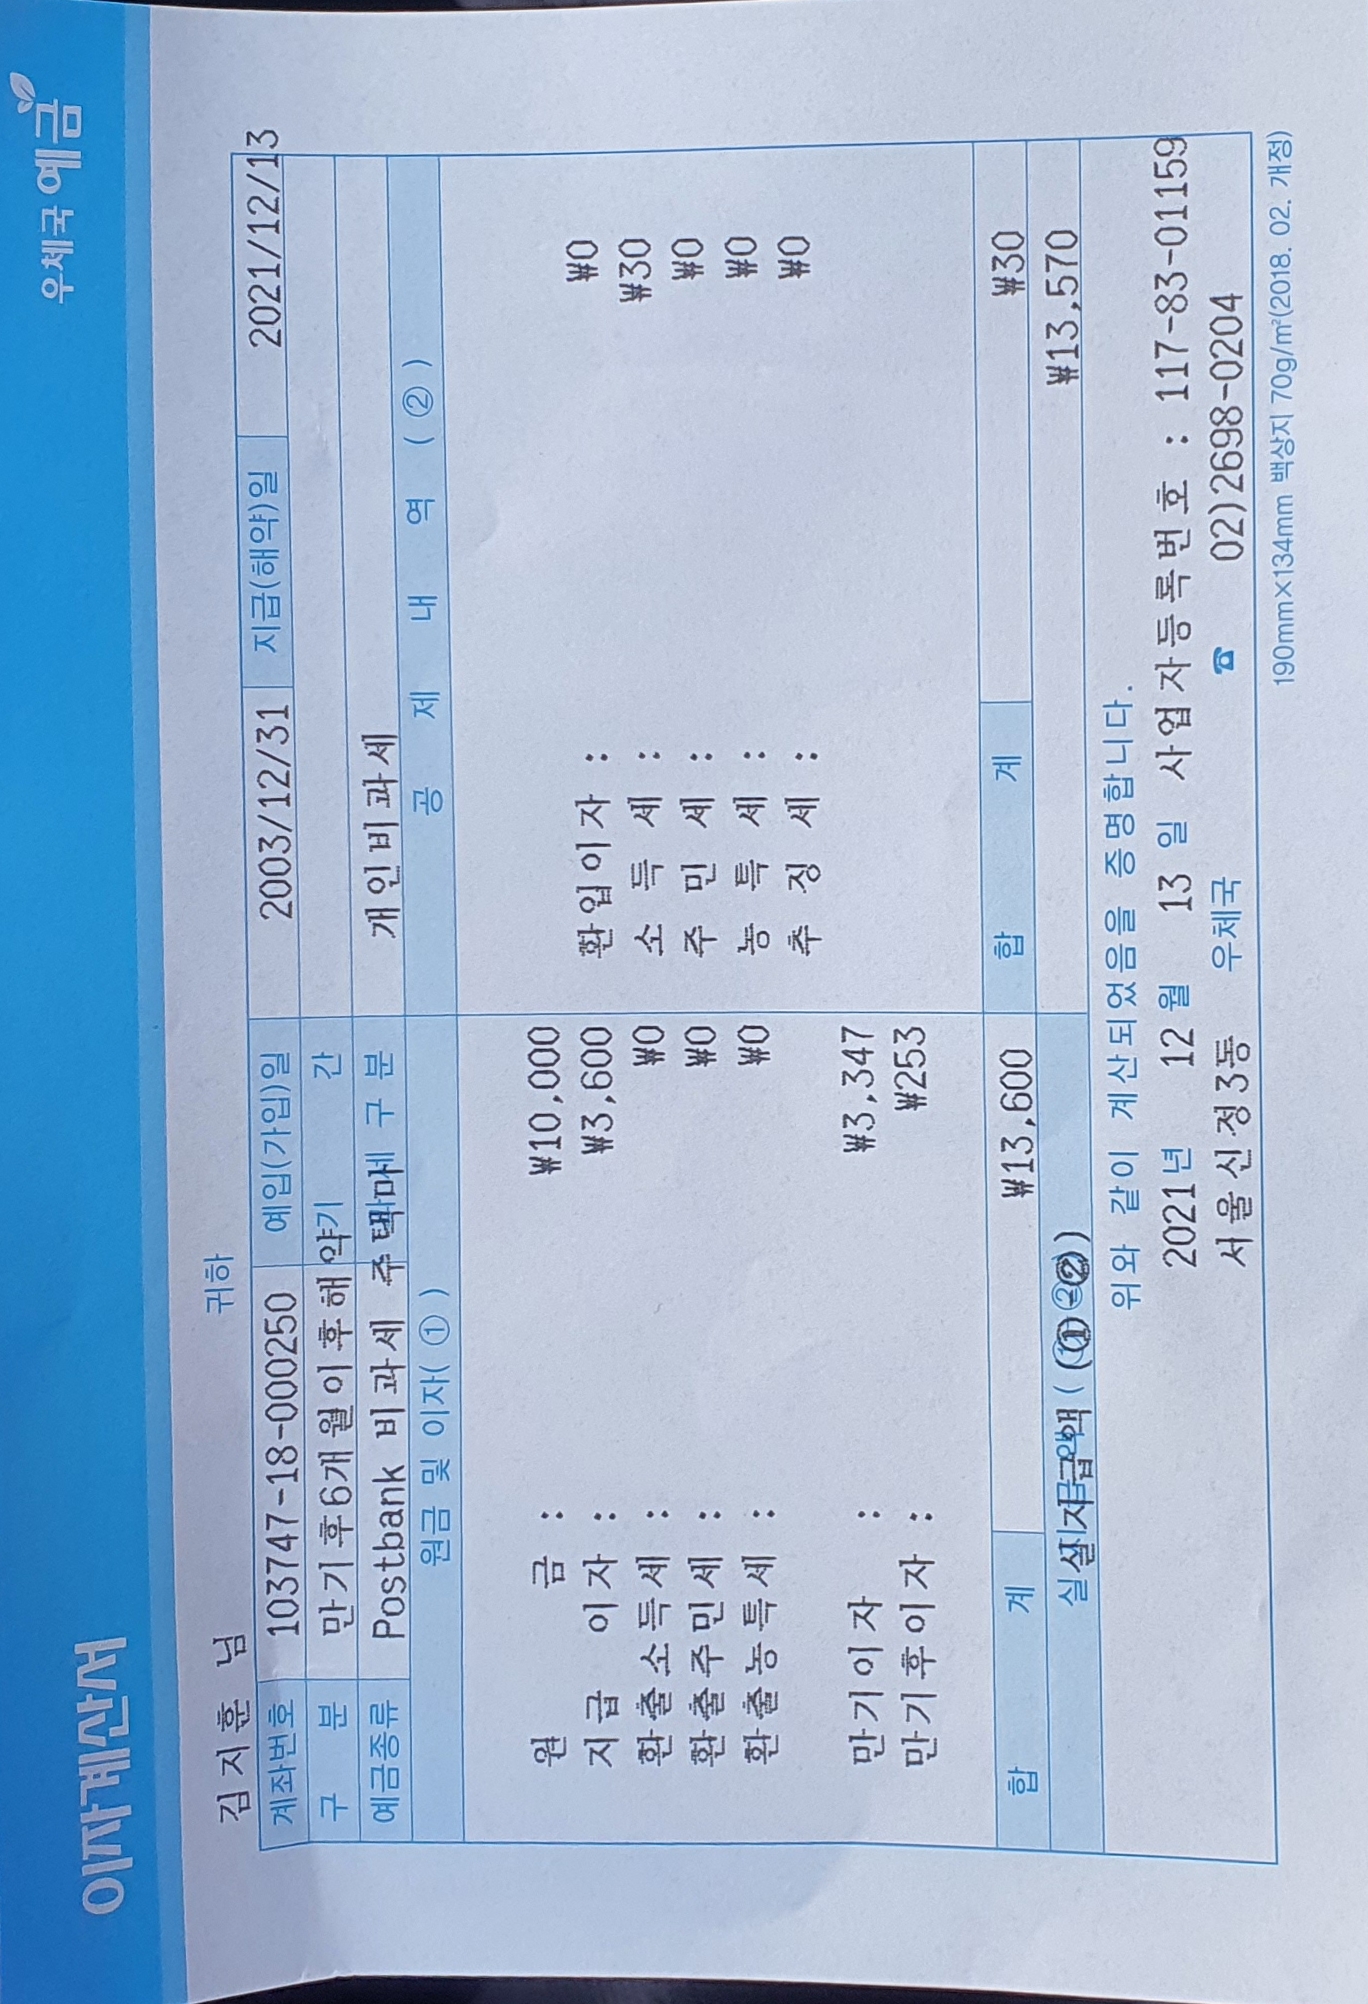 이자계산서
우체국 예금
김지훈 님 귀하
계좌번호 103747-18-000250 예입(가입)일 2003/12/31 지급(해약)일 2021/12/13
구 분 만기후6개월이후해약 기 간
예금종류 Postbank 비과세 주택마 과세 구분 개인비과세
원금 및 이자( ① ) 공 제 내 역 ( ② )
원 금 : ₩10,000
지급 이자 : ₩3,600 환입이자 : ₩0
환출소득세 : ₩0 소 득 세 : ₩30
환출주민세 : ₩0 주 민 세 : ₩0
환출농특세 : ₩0 농 특 세 : ₩0
추 징 세 : ₩0
만기이자 : ₩3,347
만기후이자 : ₩253
합 계 ₩13,600 합 계 ₩30
실지급액 (①-②) ₩13,570
위와 같이 계산되었음을 증명합니다.
2021년 12월 13일 사업자등록번호 : 117-83-01159
서울신정3동 우체국 ☎ 02)2698-0204
190mm×134mm 백상지 70g/㎡(2018. 02. 개정)